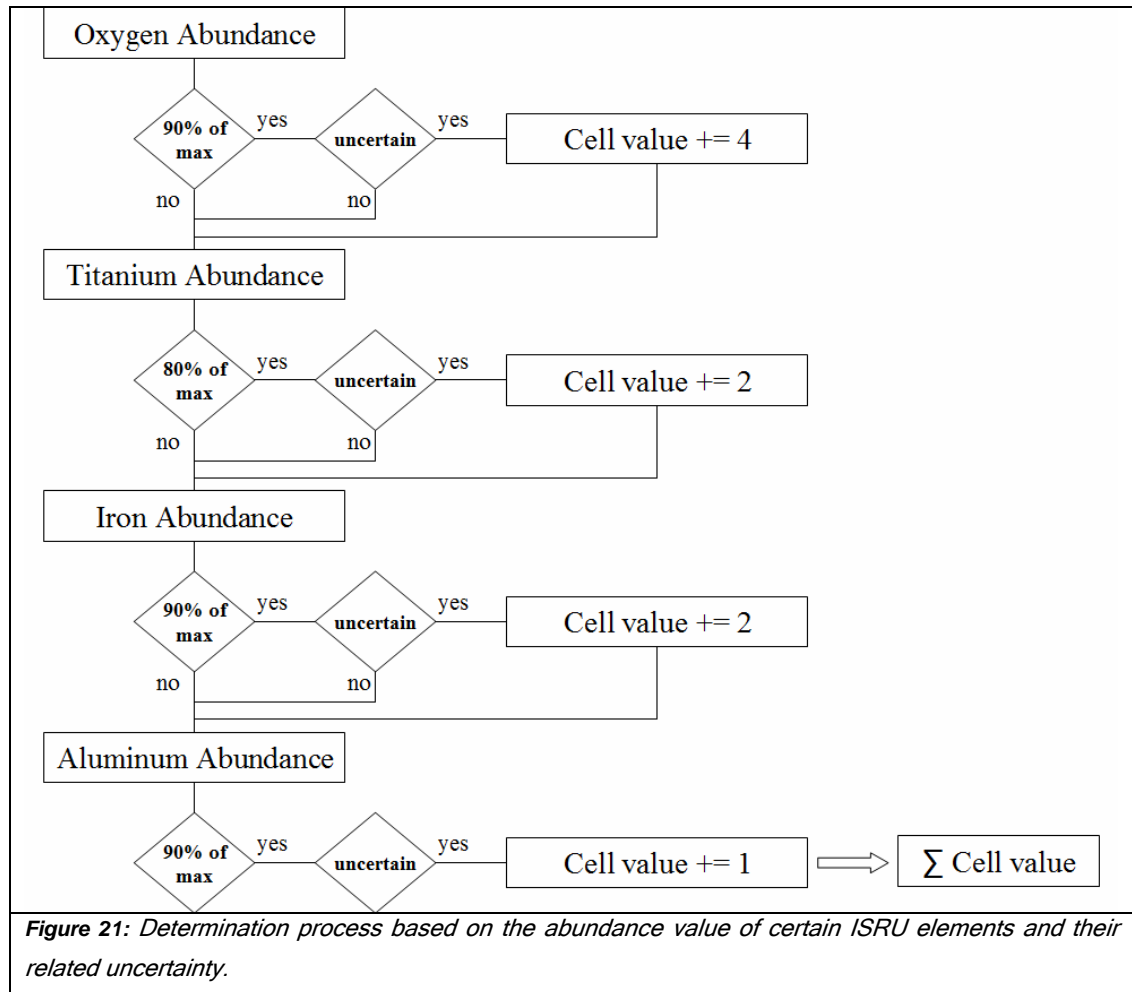 Oxygen Abundance
90% of
max
yes
uncertain
yes
Cell value += 4
no
no
Titanium Abundance
80% of
max
yes
uncertain
yes
Cell value += 2
no
no
Iron Abundance
90% of
max
yes
uncertain
yes
Cell value += 2
no
no
Aluminum Abundance
90% of
max
yes
uncertain
yes
Cell value += 1
∑ Cell value
Figure 21: Determination process based on the abundance value of certain ISRU elements and their
related uncertainty.